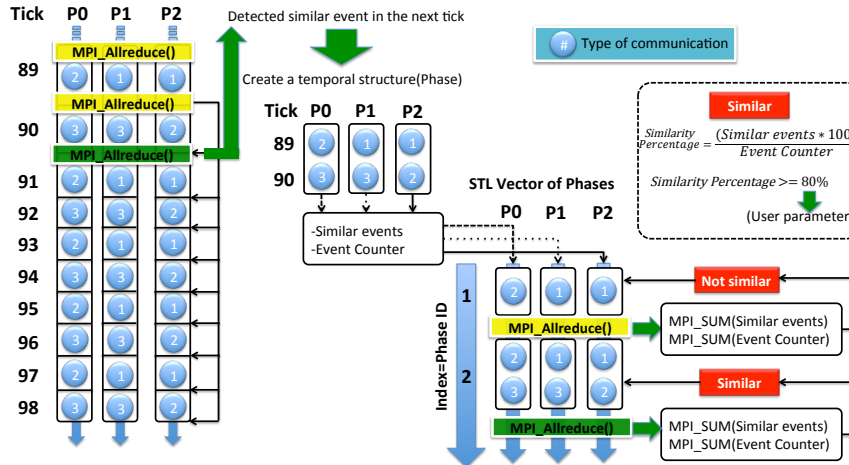 Tick P0 P1 P2
Detected similar event in the next tick
# Type of communication
MPI_Allreduce()
89 2 1 1
MPI_Allreduce()
90 3 3 2
MPI_Allreduce()
91 2 1 1
92 3 3 2
93 2 1 1
94 3 3 2
95 2 1 1
96 3 3 2
97 2 1 1
98 3 3 2
Create a temporal structure(Phase)
Tick P0 P1 P2
89 2 1 1
90 3 3 2
-Similar events
-Event Counter
Similar
Similarity Percentage = (Similar events * 100
Event Counter
Similarity Percentage >= 80%
(User parameter
STL Vector of Phases
P0 P1 P2
Index=Phase ID
1 2 1 1
Not similar
MPI_Allreduce()
MPI_SUM(Similar events)
MPI_SUM(Event Counter)
2 2 1 1
3 3 2
Similar
MPI_Allreduce()
MPI_SUM(Similar events)
MPI_SUM(Event Counter)